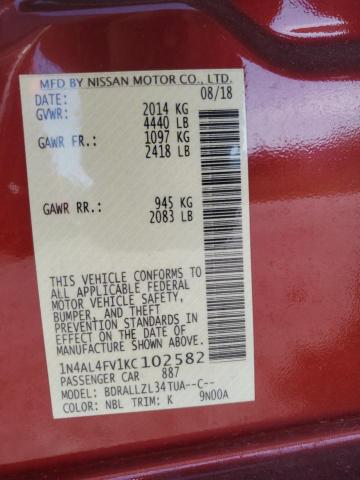 MFD BY NISSAN MOTOR CO., LTD.
DATE: 08/18
GVWR: 2014 KG
4440 LB
GAWR FR.: 1097 KG
2418 LB
GAWR RR.: 945 KG
2083 LB
THIS VEHICLE CONFORMS TO
ALL APPLICABLE FEDERAL
MOTOR VEHICLE SAFETY,
BUMPER, AND THEFT
PREVENTION STANDARDS IN
EFFECT ON THE DATE OF
MANUFACTURE SHOWN ABOVE.
1N4AL4FV1KC102582
PASSENGER CAR 887
MODEL: BDRALLZL34TUA--C--
COLOR: NBL TRIM: K 9N00A